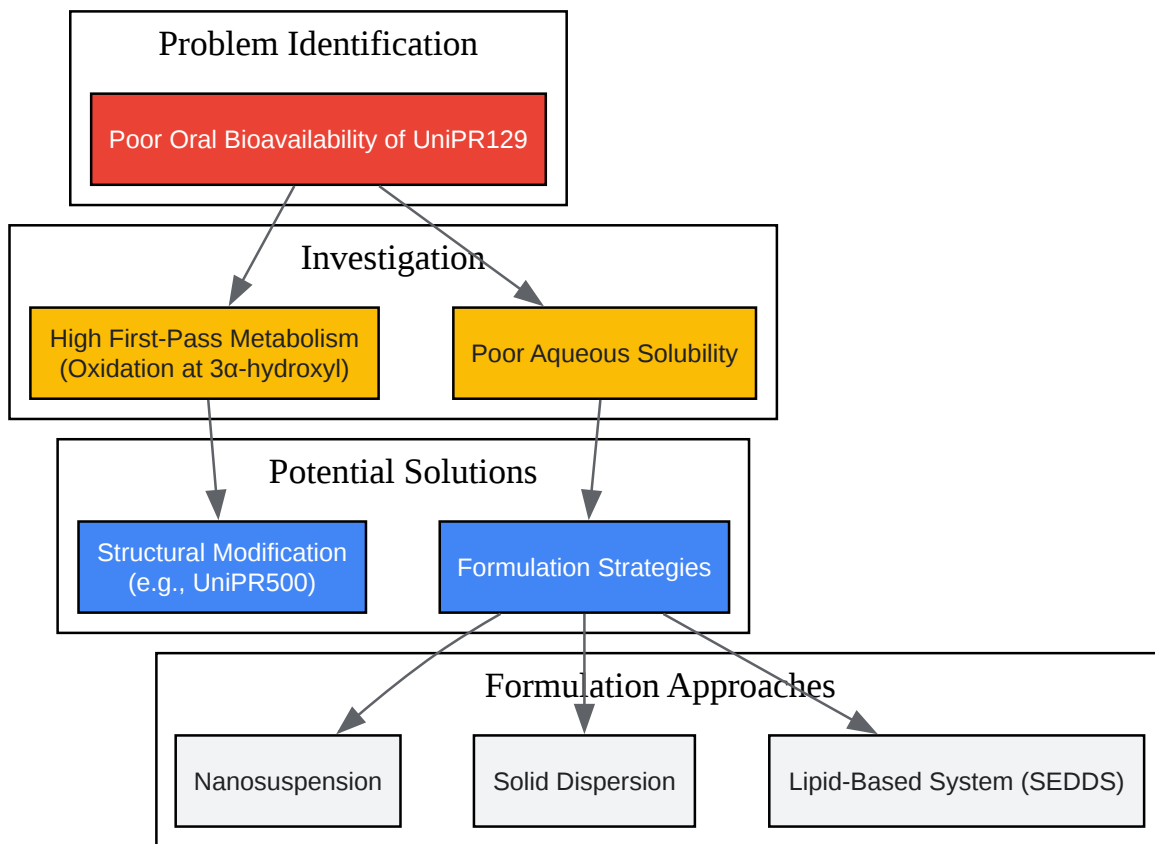 Problem Identification
Poor Oral Bioavailability of UniPR129
Investigation
High First-Pass Metabolism
(Oxidation at 3α-hydroxyl)
Poor Aqueous Solubility
Potential Solutions
Structural Modification
(e.g., UniPR500)
Formulation Strategies
Formulation Approaches
Nanosuspension
Solid Dispersion
Lipid-Based System (SEDDS)